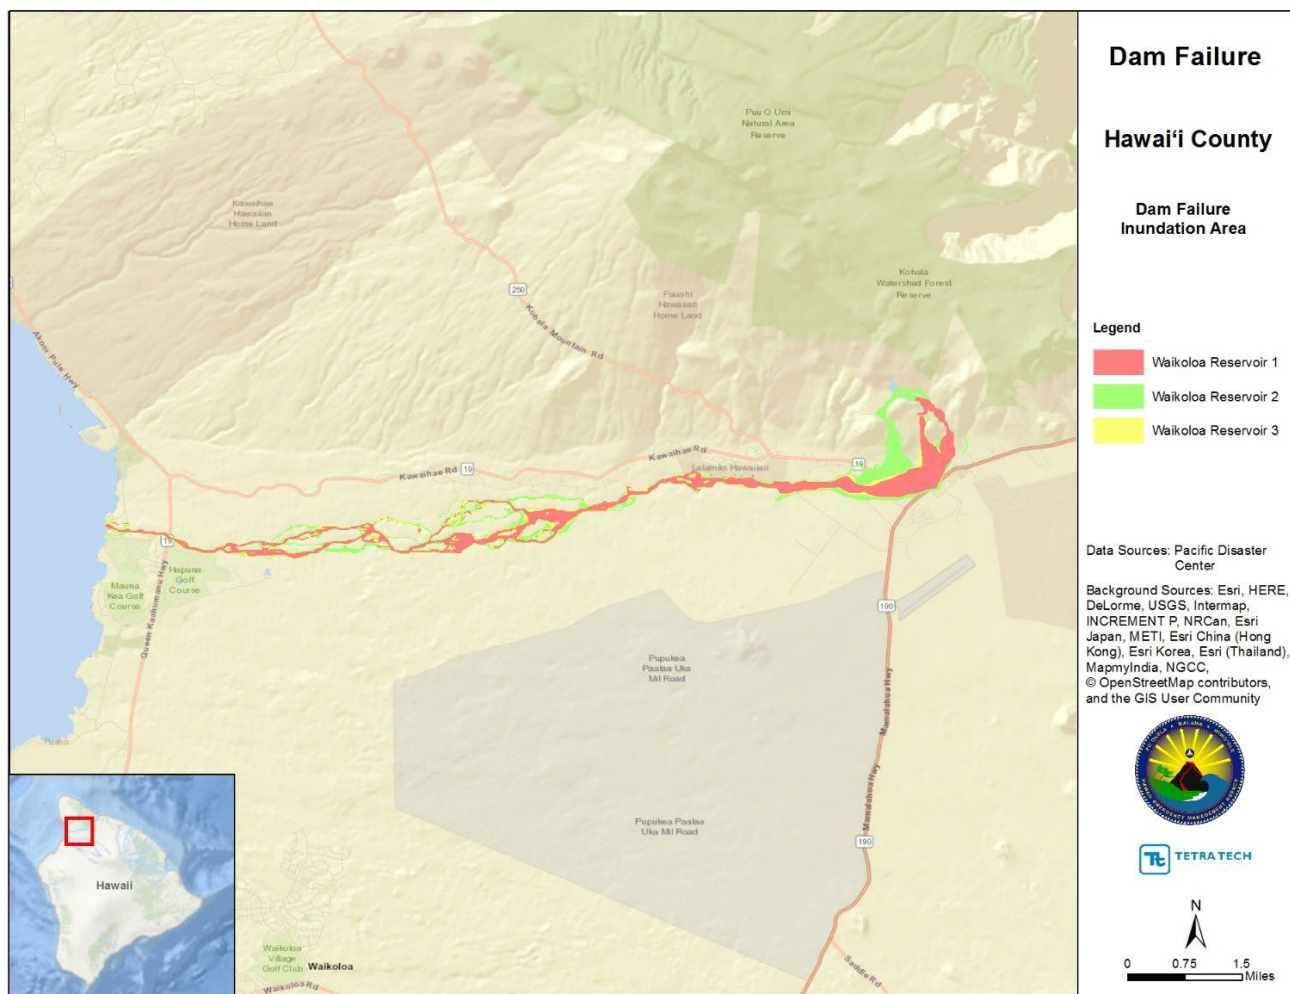 Dam Failure
Hawai‘i County
Dam Failure
Inundation Area
Legend
Waikoloa Reservoir 1
Waikoloa Reservoir 2
Waikoloa Reservoir 3
Data Sources: Pacific Disaster
Center
Background Sources: Esri, HERE,
DeLorme, USGS, Intermap,
INCREMENT P, NRCan, Esri
Japan, METI, Esri China (Hong
Kong), Esri Korea, Esri (Thailand),
MapmyIndia, NGCC,
© OpenStreetMap contributors,
and the GIS User Community
TETRA TECH
N
0 0.75 1.5
Miles
Puu O Umi
Natural Area
Reserve
Kawaihae
Hawaiian
Home Land
Kohala
Watershed Forest
Reserve
250
Pauahi
Hawaiian
Home Land
Kohala Mountain Rd
Akoni Pule Hwy
Kawaihae Rd
19
Kawaihae Rd
19
Lalamilo Hawaiian
19
Hapuna
Golf
Course
Mauna
Kea Golf
Course
Queen Kaahumanu Hwy
190
Mamalahoa Hwy
Pupukea
Paalaa Uka
Mil Road
Pupukea Paalaa
Uka Mil Road
Mamalahoa Hwy
190
Saddle Rd
Puako
Hawaii
Waikoloa
Village
Golf Club
Waikoloa
Waikoloa Rd